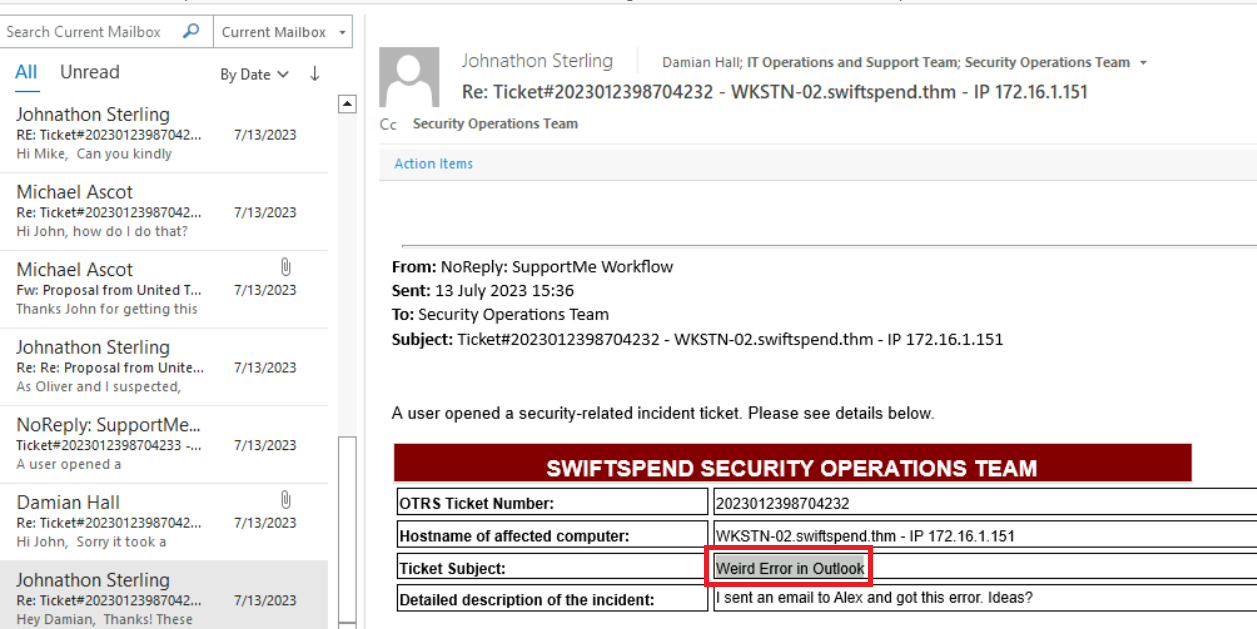 Search Current Mailbox Current Mailbox
All Unread By Date
Johnathon Sterling
RE: Ticket#20230123987042... 7/13/2023
Hi Mike, Can you kindly
Michael Ascot
Re: Ticket#20230123987042... 7/13/2023
Hi John, how do I do that?
Michael Ascot
Fw: Proposal from United T... 7/13/2023
Thanks John for getting this
Johnathon Sterling
Re: Re: Proposal from Unite... 7/13/2023
As Oliver and I suspected,
NoReply: SupportMe...
Ticket#2023012398704233 -... 7/13/2023
A user opened a
Damian Hall
Re: Ticket#20230123987042... 7/13/2023
Hi John, Sorry it took a
Johnathon Sterling
Re: Ticket#20230123987042... 7/13/2023
Hey Damian, Thanks! These
Johnathon Sterling Damian Hall; IT Operations and Support Team; Security Operations Team
Re: Ticket#2023012398704232 - WKSTN-02.swiftspend.thm - IP 172.16.1.151
Cc Security Operations Team
Action Items
From: NoReply: SupportMe Workflow
Sent: 13 July 2023 15:36
To: Security Operations Team
Subject: Ticket#2023012398704232 - WKSTN-02.swiftspend.thm - IP 172.16.1.151
A user opened a security-related incident ticket. Please see details below.
SWIFTSPEND SECURITY OPERATIONS TEAM
OTRS Ticket Number: 2023012398704232
Hostname of affected computer: WKSTN-02.swiftspend.thm - IP 172.16.1.151
Ticket Subject: Weird Error in Outlook
Detailed description of the incident: I sent an email to Alex and got this error. Ideas?